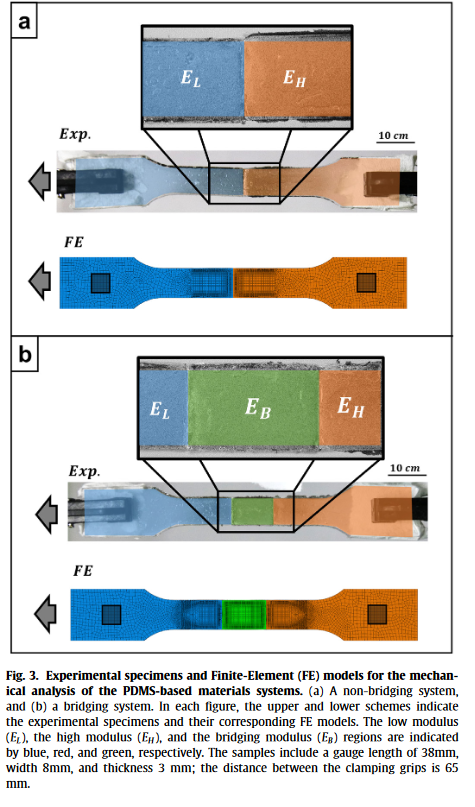 a
E_L E_H
Exp.
10 cm
FE
b
E_L E_B E_H
Exp.
10 cm
FE
Fig. 3. Experimental specimens and Finite-Element (FE) models for the mechan-
ical analysis of the PDMS-based materials systems. (a) A non-bridging system,
and (b) a bridging system. In each figure, the upper and lower schemes indicate
the experimental specimens and their corresponding FE models. The low modulus
(E_L), the high modulus (E_H), and the bridging modulus (E_B) regions are indicated
by blue, red, and green, respectively. The samples include a gauge length of 38mm,
width 8mm, and thickness 3 mm; the distance between the clamping grips is 65
mm.